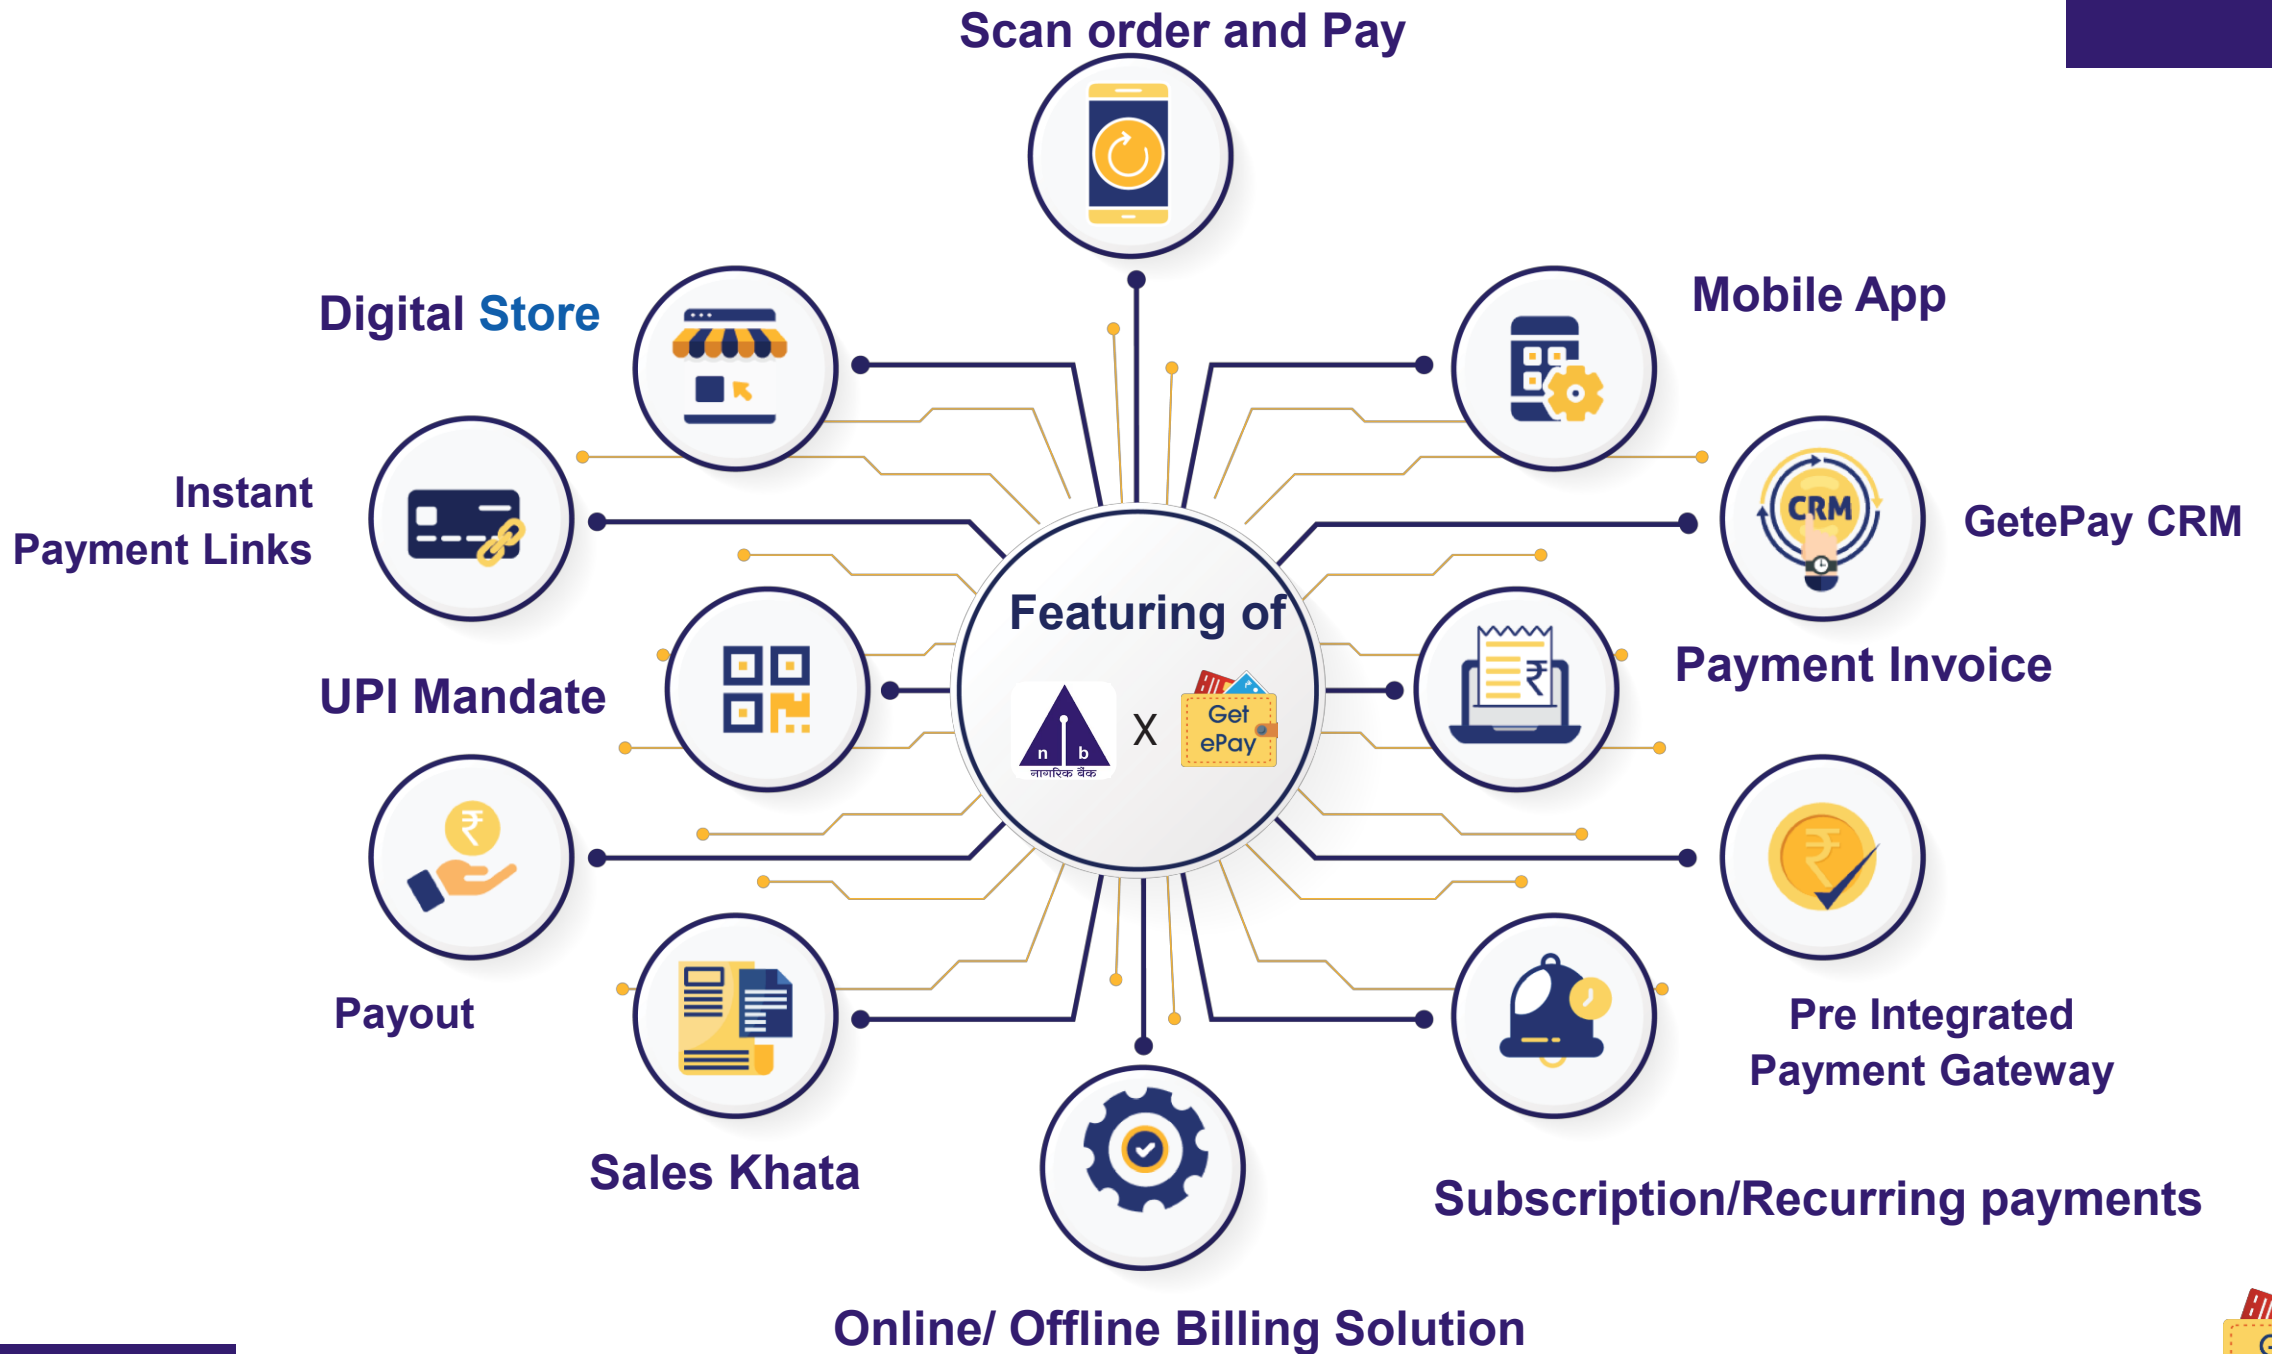 Scan order and Pay
Digital Store
Mobile App
Instant
Payment Links
CRM
GetePay CRM
Featuring of
UPI Mandate
Payment Invoice
₹
n b
नागरिक बैंक
X
Get
ePay
₹
₹
Payout
Pre Integrated
Payment Gateway
Sales Khata
Subscription/Recurring payments
Online/ Offline Billing Solution